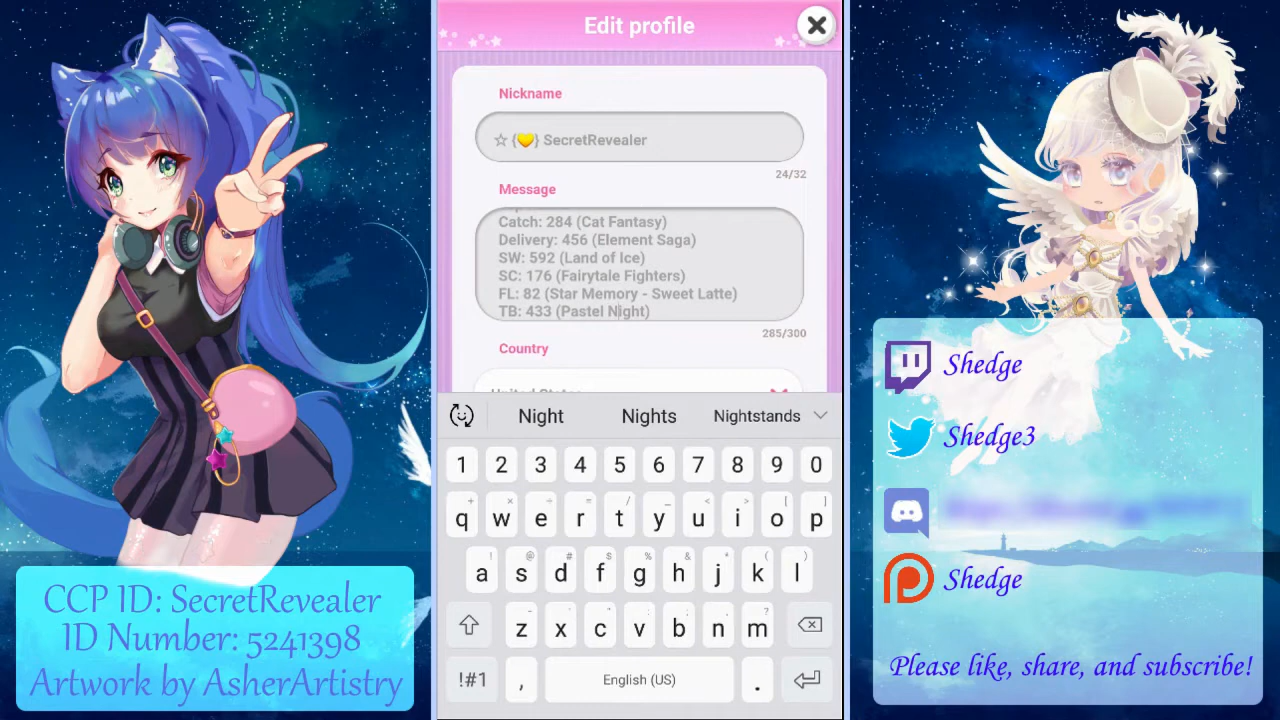 Edit profile
Nickname
☆ {💛} SecretRevealer
24/32
Message
Catch: 284 (Cat Fantasy)
Delivery: 456 (Element Saga)
SW: 592 (Land of Ice)
SC: 176 (Fairytale Fighters)
FL: 82 (Star Memory - Sweet Latte)
TB: 433 (Pastel Night)
285/300
Country
United States
Night Nights Nightstands
1 2 3 4 5 6 7 8 9 0
q w e r t y u i o p
a s d f g h j k l
z x c v b n m
!#1 , English (US) .
CCP ID: SecretRevealer
ID Number: 5241398
Artwork by AsherArtistry
Shedge
Shedge3
Shedge
Please like, share, and subscribe!